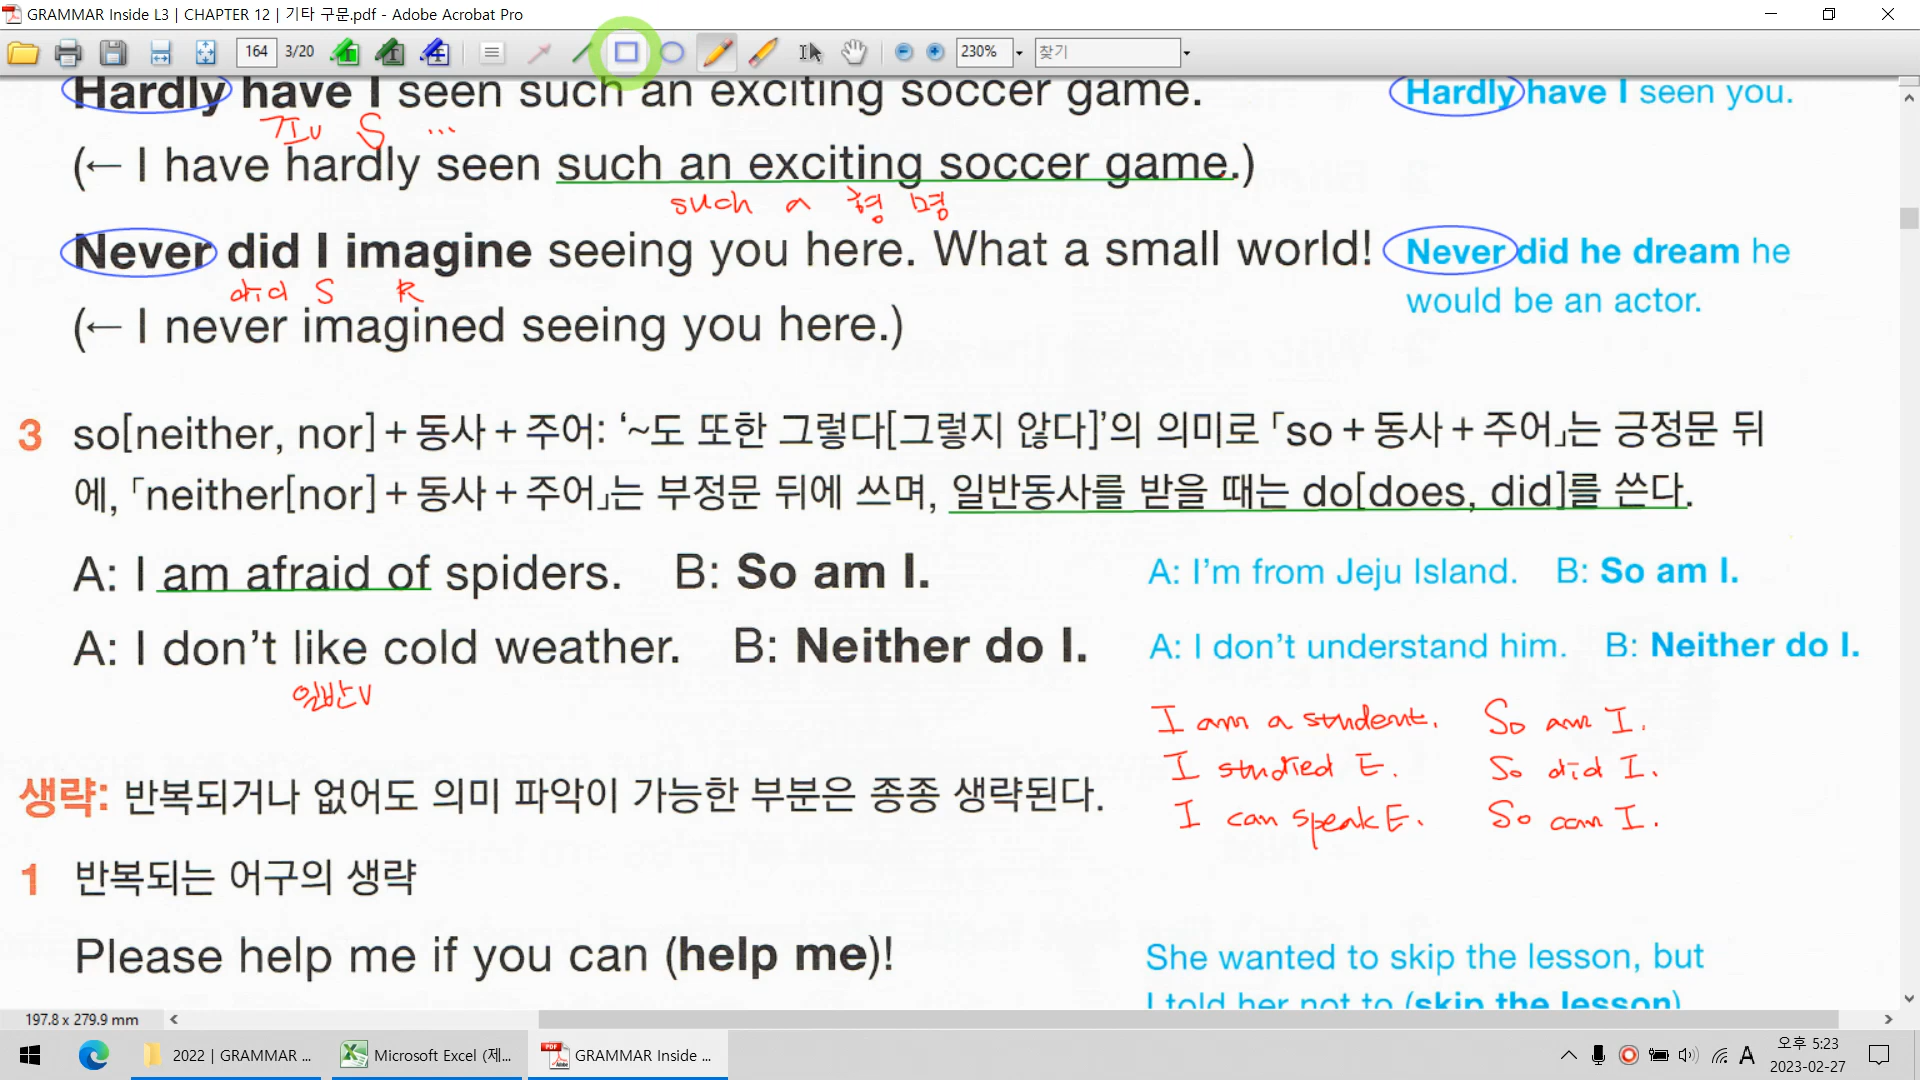 GRAMMAR Inside L3 | CHAPTER 12 | 기타 구문.pdf - Adobe Acrobat Pro
164 3/20 230% 찾기
Hardly have I seen such an exciting soccer game.
Hardly have I seen you.
기V S ...
(← I have hardly seen such an exciting soccer game.)
such a 형 명
Never did I imagine seeing you here. What a small world!
Never did he dream he
did S R
would be an actor.
(← I never imagined seeing you here.)
3 so[neither, nor]+동사+주어: ‘~도 또한 그렇다[그렇지 않다]’의 의미로 「so+동사+주어」는 긍정문 뒤
에, 「neither[nor]+동사+주어」는 부정문 뒤에 쓰며, 일반동사를 받을 때는 do[does, did]를 쓴다.
A: I am afraid of spiders. B: So am I.
A: I’m from Jeju Island. B: So am I.
A: I don’t like cold weather. B: Neither do I.
A: I don’t understand him. B: Neither do I.
일반V
I am a student. So am I.
I studied E. So did I.
I can speak E. So can I.
생략: 반복되거나 없어도 의미 파악이 가능한 부분은 종종 생략된다.
1 반복되는 어구의 생략
Please help me if you can (help me)!
She wanted to skip the lesson, but
I told her not to (skip the lesson)
197.8 x 279.9 mm
2022 | GRAMMAR ...
Microsoft Excel (제...
GRAMMAR Inside ...
A
오후 5:23
2023-02-27